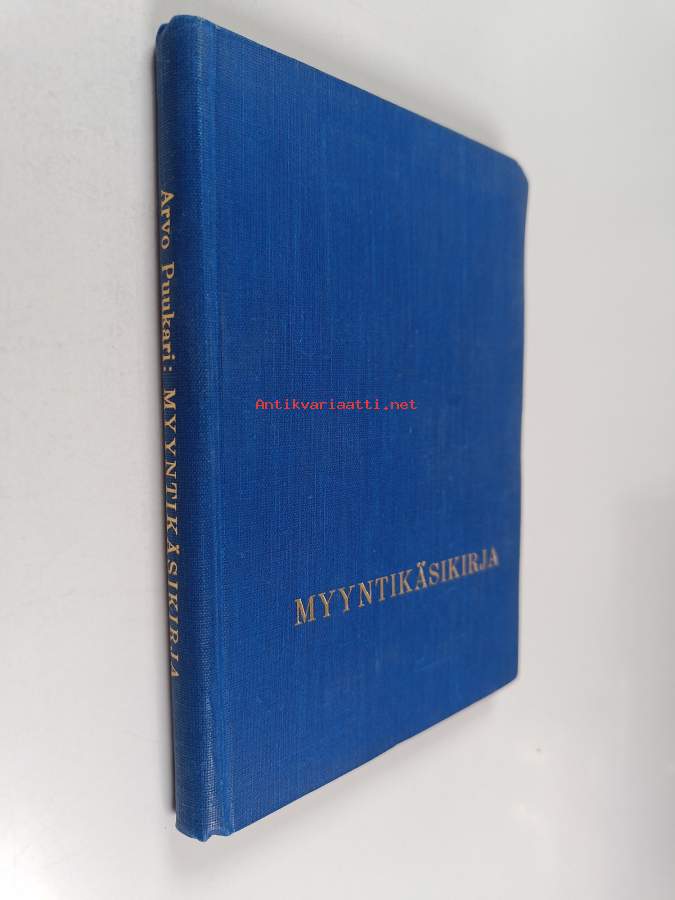 Arvo Puukari: MYYNTIKÄSIKIRJA
Antikvariaatti.net
MYYNTIKÄSIKIRJA